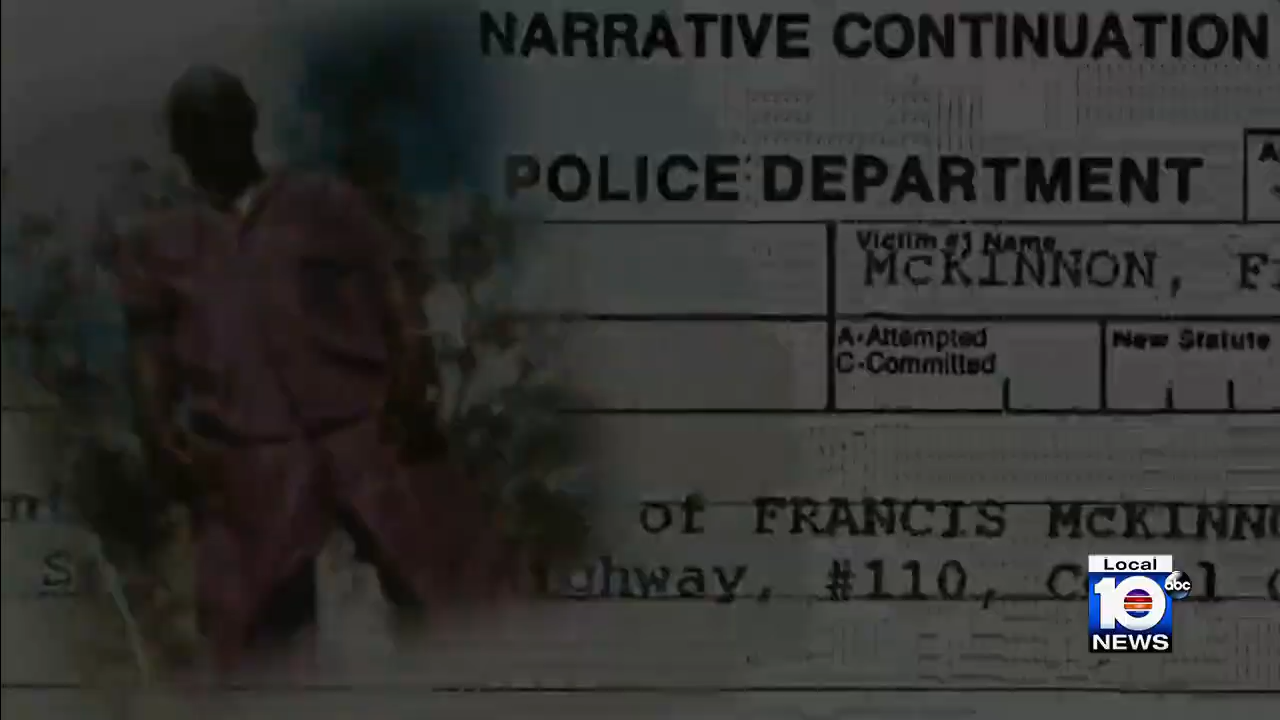 NARRATIVE CONTINUATION
POLICE DEPARTMENT
Victim #1 Name
McKINNON,
A-Attempted
C-Committed
New Statute
of FRANCIS McKINN
#110,
Local
10
abc
NEWS